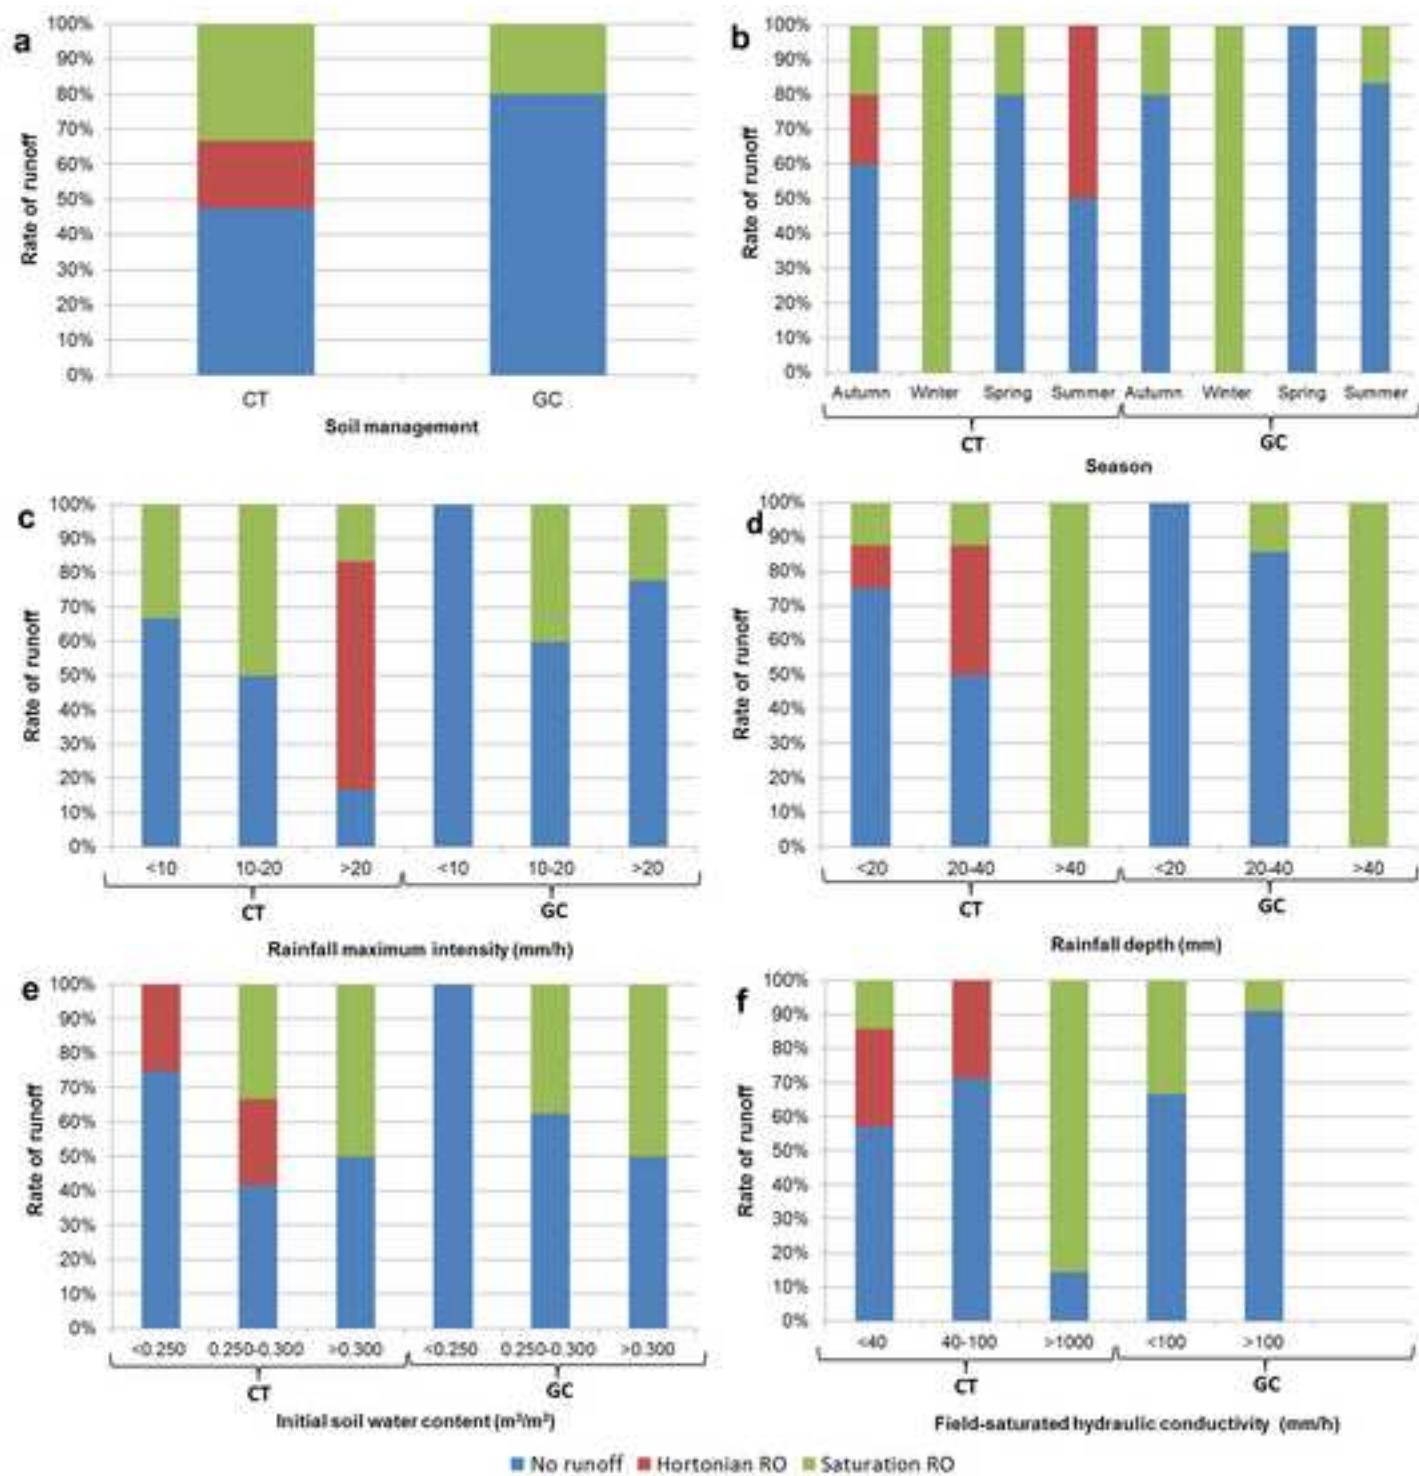 a
100%
90%
80%
70%
60%
50%
40%
30%
20%
10%
0%
Rate of runoff
CT GC
Soil management
b
100%
90%
80%
70%
60%
50%
40%
30%
20%
10%
0%
Rate of runoff
Autumn Winter Spring Summer Autumn Winter Spring Summer
CT GC
Season
c
100%
90%
80%
70%
60%
50%
40%
30%
20%
10%
0%
Rate of runoff
<10 10-20 >20 <10 10-20 >20
CT GC
Rainfall maximum intensity (mm/h)
d
100%
90%
80%
70%
60%
50%
40%
30%
20%
10%
0%
Rate of runoff
<20 20-40 >40 <20 20-40 >40
CT GC
Rainfall depth (mm)
e
100%
90%
80%
70%
60%
50%
40%
30%
20%
10%
0%
Rate of runoff
<0.250 0.250-0.300 >0.300 <0.250 0.250-0.300 >0.300
CT GC
Initial soil water content (m³/m³)
f
100%
90%
80%
70%
60%
50%
40%
30%
20%
10%
0%
Rate of runoff
<40 40-100 >1000 <100 >100
CT GC
Field-saturated hydraulic conductivity (mm/h)
No runoff Hortonian RO Saturation RO